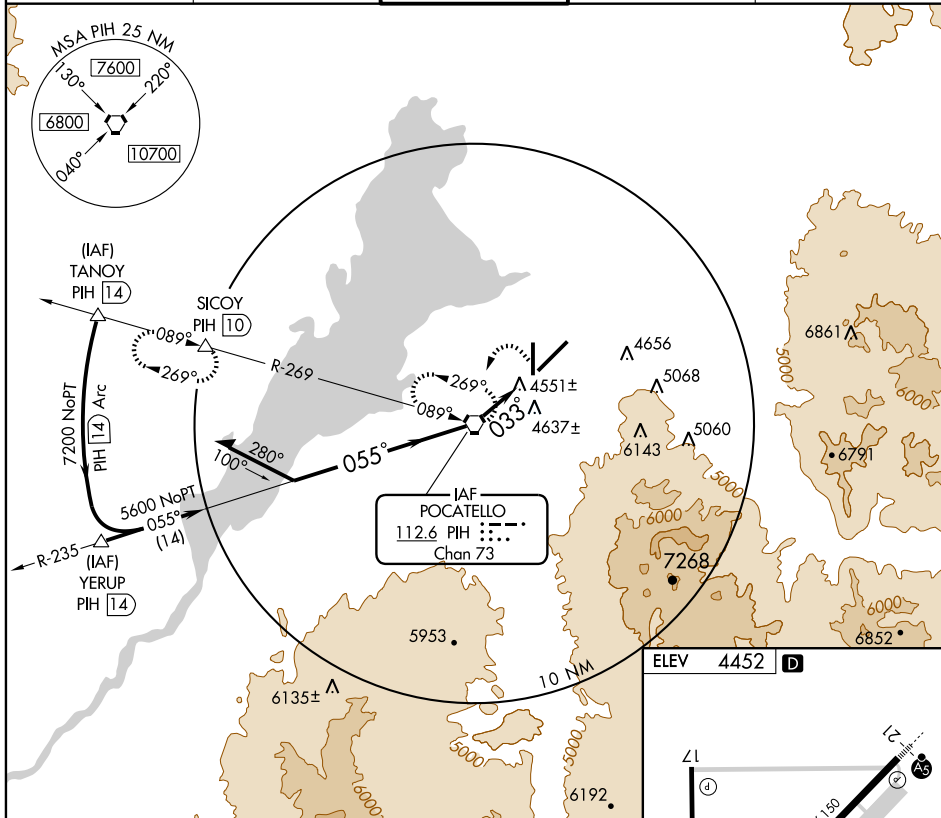 MSA PIH 25 NM
130°
7600
220°
6800
040°
10700
(IAF)
TANOY
PIH 14
SICOY
PIH 10
089°
269°
R-269
269°
089°
033°
4551±
4637±
4656
5068
6143
5060
5000
6861
5000
6000
6791
7200 NoPT
PIH 14 Arc
280°
100°
055°
5600 NoPT
055°
(14)
R-235
(IAF)
YERUP
PIH 14
IAF
POCATELLO
112.6 PIH
Chan 73
6000
7268
6000
6852
5953
10 NM
6135±
5000
5000
6000
6192
ELEV 4452 D
17
21
P
P
A5
150